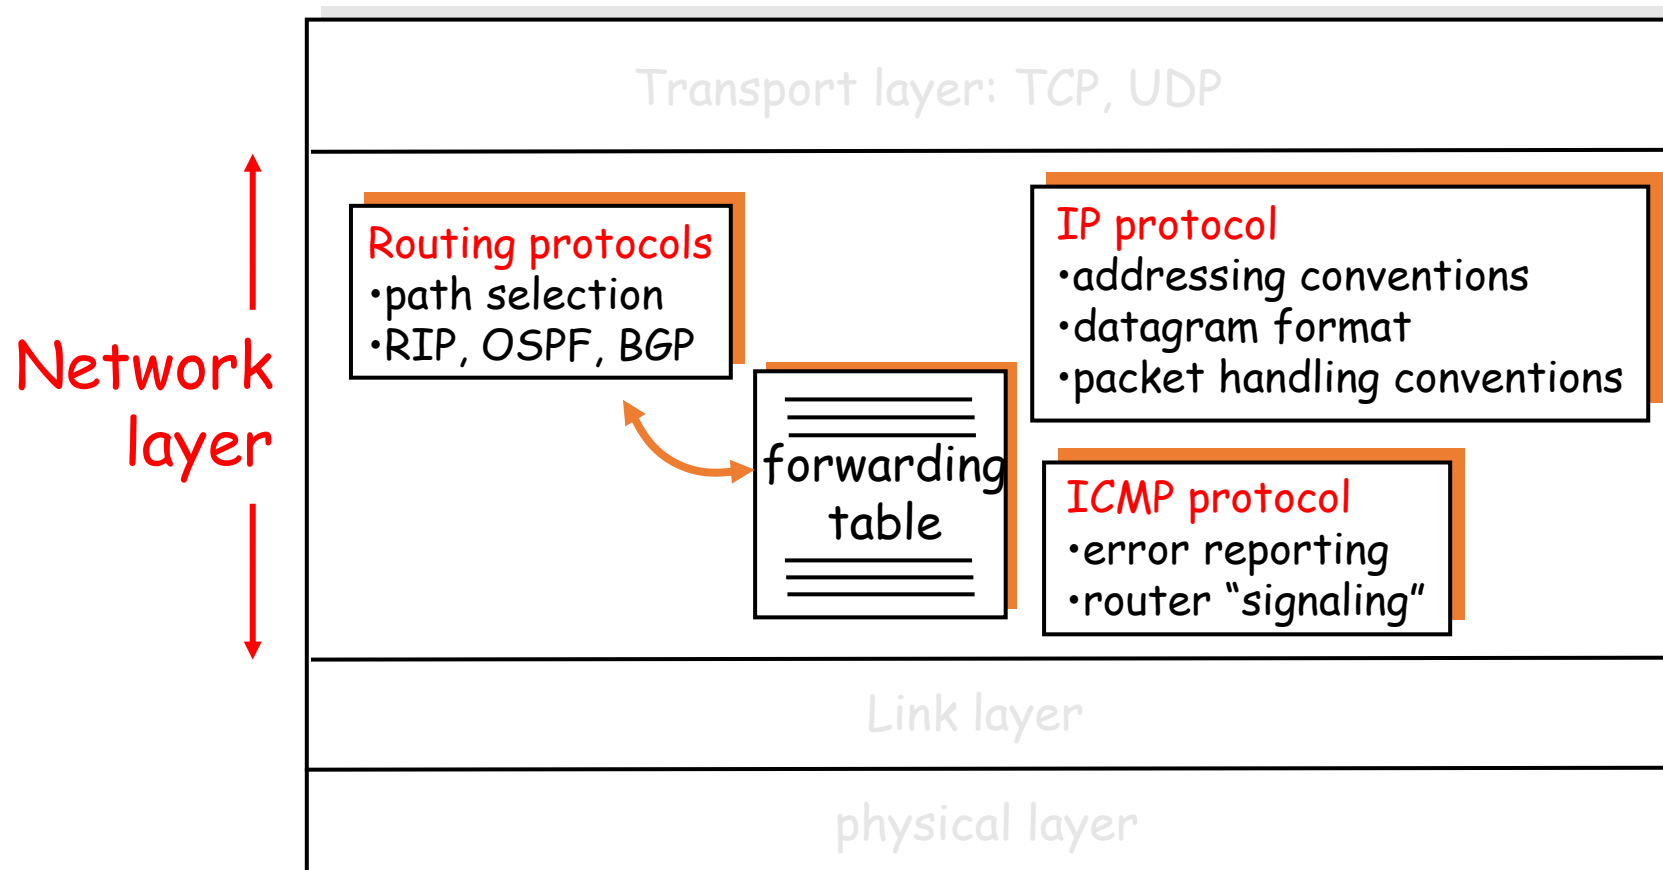 Transport layer: TCP, UDP
Network
layer
Routing protocols
•path selection
•RIP, OSPF, BGP
forwarding
table
IP protocol
•addressing conventions
•datagram format
•packet handling conventions
ICMP protocol
•error reporting
•router “signaling”
Link layer
physical layer